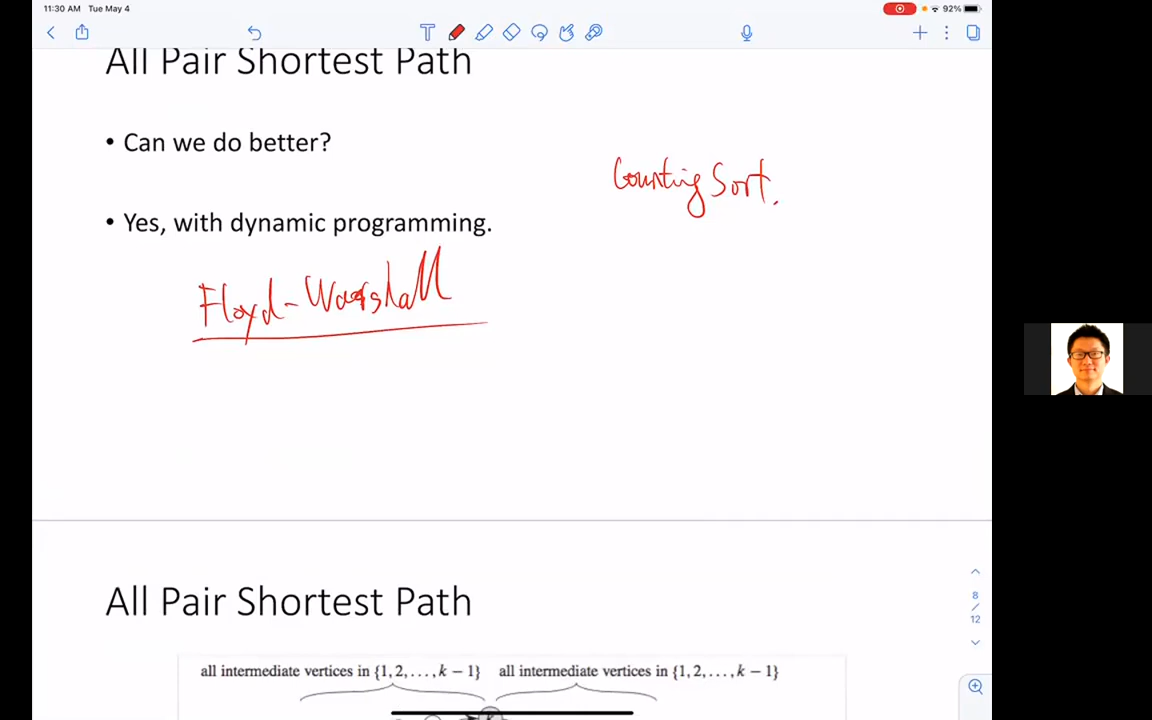 11:30 AM Tue May 4
92%
All Pair Shortest Path
• Can we do better?
Counting Sort.
• Yes, with dynamic programming.
Floyd-Warshall
All Pair Shortest Path
8
/
12
all intermediate vertices in {1, 2, . . . , k − 1} all intermediate vertices in {1, 2, . . . , k − 1}